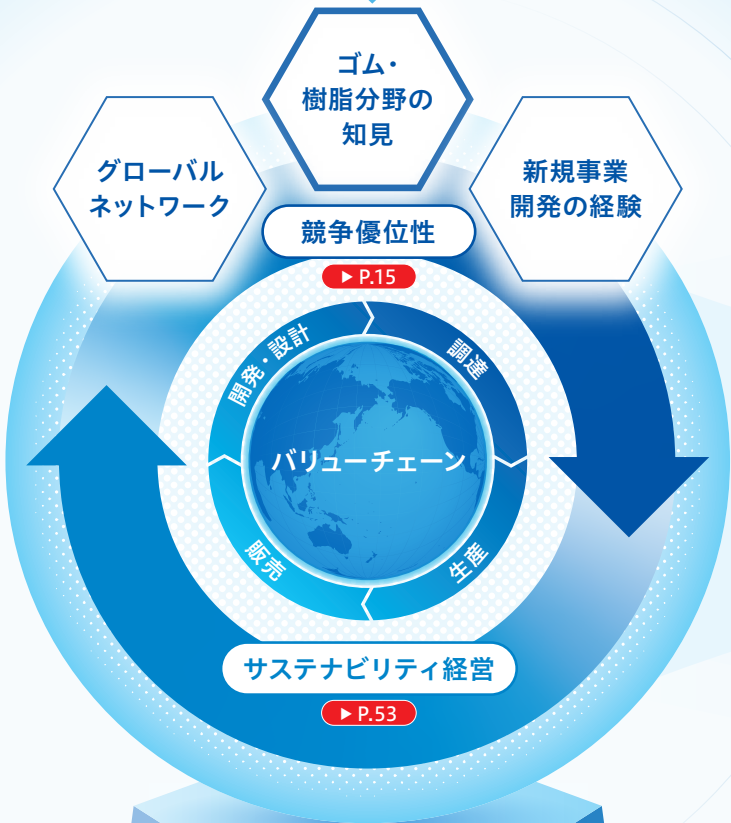 ゴム・
樹脂分野の
知見
グローバル
ネットワーク
新規事業
開発の経験
競争優位性
▶ P.15
開発・設計
調達
バリューチェーン
販売
生産
サステナビリティ経営
▶ P.53